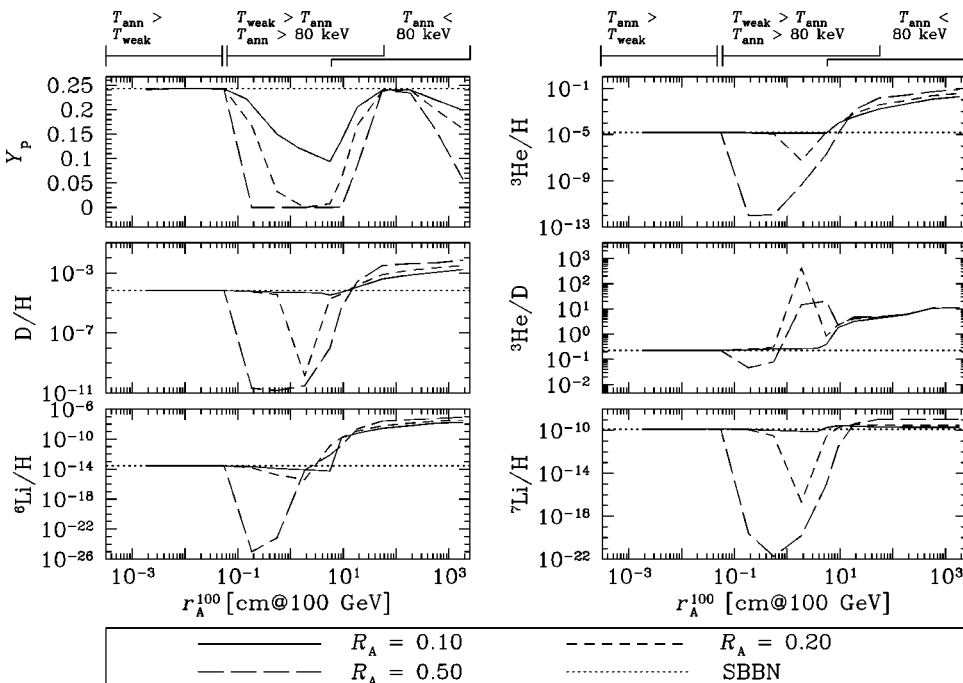 T_ann > T_weak
T_weak > T_ann
T_ann > 80 keV
T_ann < 80 keV
T_ann > T_weak
T_weak > T_ann
T_ann > 80 keV
T_ann < 80 keV
0.25
0.2
0.15
0.1
0.05
0
Y_p
10^-1
10^-5
10^-9
10^-13
³He/H
10^-3
10^-7
10^-11
D/H
10^3
10^2
10^1
10^0
10^-1
10^-2
³He/D
10^-6
10^-10
10^-14
10^-18
10^-22
10^-26
⁶Li/H
10^-10
10^-14
10^-18
10^-22
⁷Li/H
10^-3 10^-1 10^1 10^3
r_A^100 [cm@100 GeV]
10^-3 10^-1 10^1 10^3
r_A^100 [cm@100 GeV]
R_A = 0.10
R_A = 0.20
R_A = 0.50
SBBN